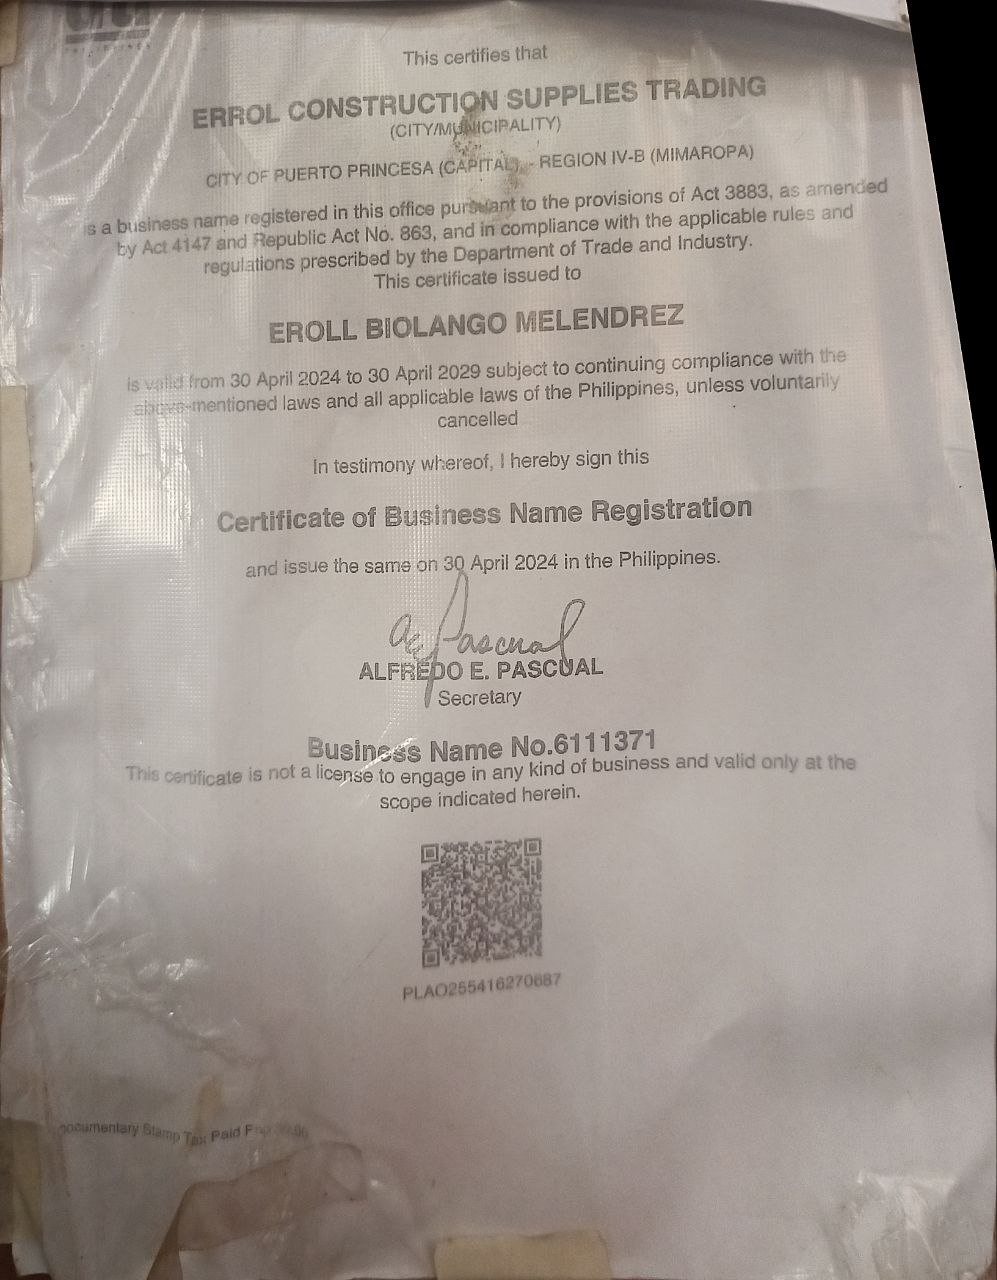 PHILIPPINES
This certifies that
ERROL CONSTRUCTION SUPPLIES TRADING
(CITY/MUNICIPALITY)
CITY OF PUERTO PRINCESA (CAPITAL) - REGION IV-B (MIMAROPA)
is a business name registered in this office pursuant to the provisions of Act 3883, as amended
by Act 4147 and Republic Act No. 863, and in compliance with the applicable rules and
regulations prescribed by the Department of Trade and Industry.
This certificate issued to
EROLL BIOLANGO MELENDREZ
is valid from 30 April 2024 to 30 April 2029 subject to continuing compliance with the
above-mentioned laws and all applicable laws of the Philippines, unless voluntarily
cancelled
In testimony whereof, I hereby sign this
Certificate of Business Name Registration
and issue the same on 30 April 2024 in the Philippines.
ae Pascual
ALFREDO E. PASCUAL
Secretary
Business Name No.6111371
This certificate is not a license to engage in any kind of business and valid only at the
scope indicated herein.
PLAO255416270687
Documentary Stamp Tax Paid